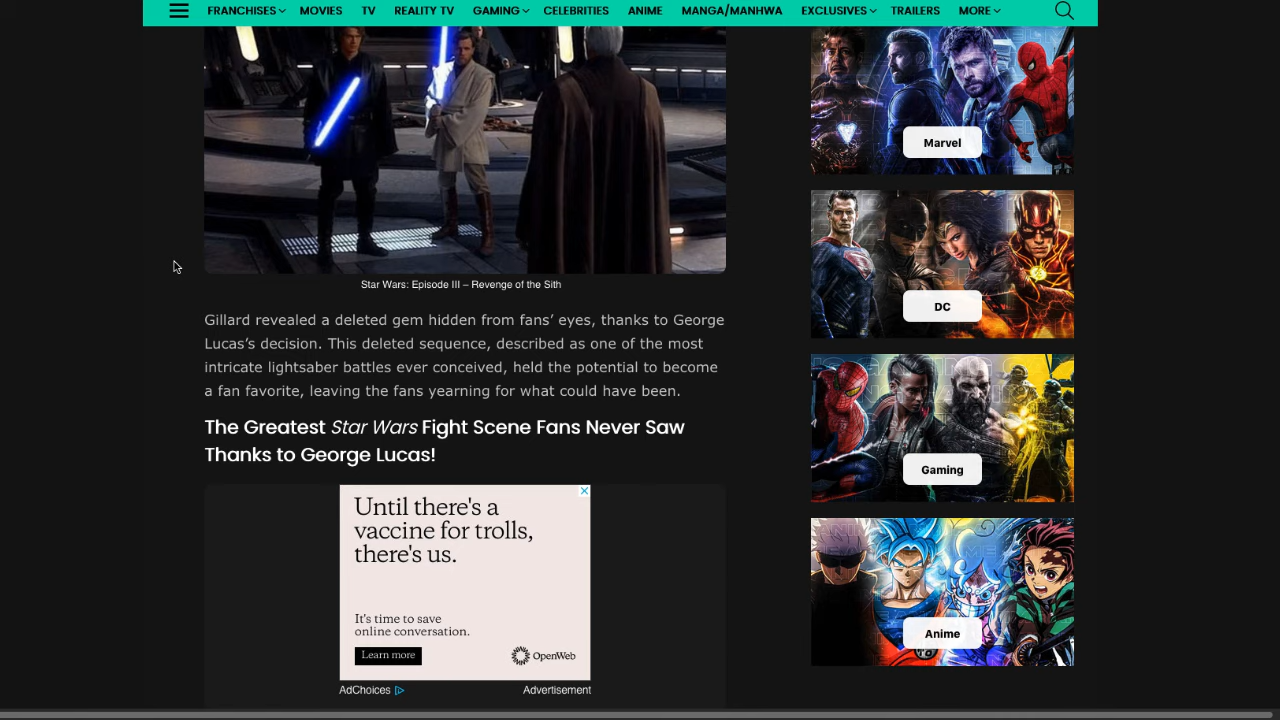 FRANCHISES MOVIES TV REALITY TV GAMING CELEBRITIES ANIME MANGA/MANHWA EXCLUSIVES TRAILERS MORE
Marvel
DC
Gaming
Anime
Star Wars: Episode III – Revenge of the Sith
Gillard revealed a deleted gem hidden from fans’ eyes, thanks to George
Lucas’s decision. This deleted sequence, described as one of the most
intricate lightsaber battles ever conceived, held the potential to become
a fan favorite, leaving the fans yearning for what could have been.
The Greatest Star Wars Fight Scene Fans Never Saw
Thanks to George Lucas!
Until there's a
vaccine for trolls,
there's us.
It's time to save
online conversation.
Learn more
OpenWeb
AdChoices
Advertisement